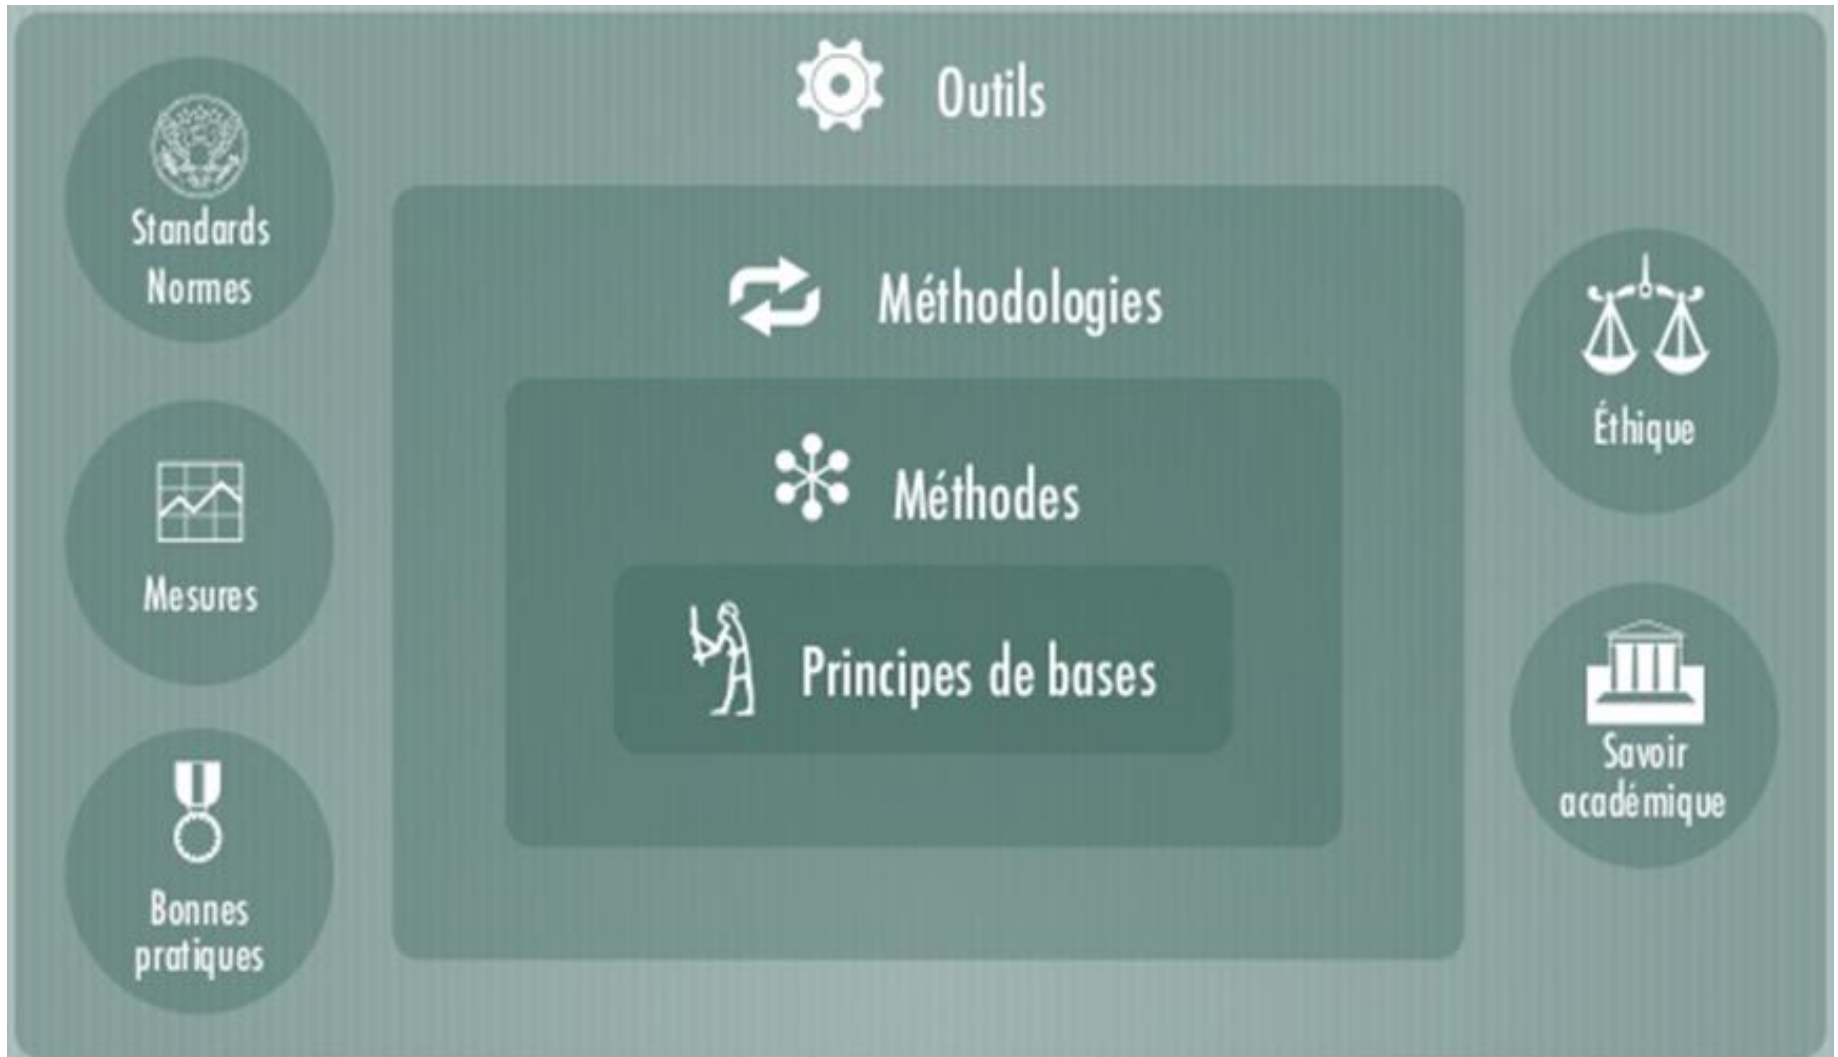 Outils
Standards
Normes
Méthodologies
Éthique
Méthodes
Mesures
Principes de bases
Savoir
académique
Bonnes
pratiques